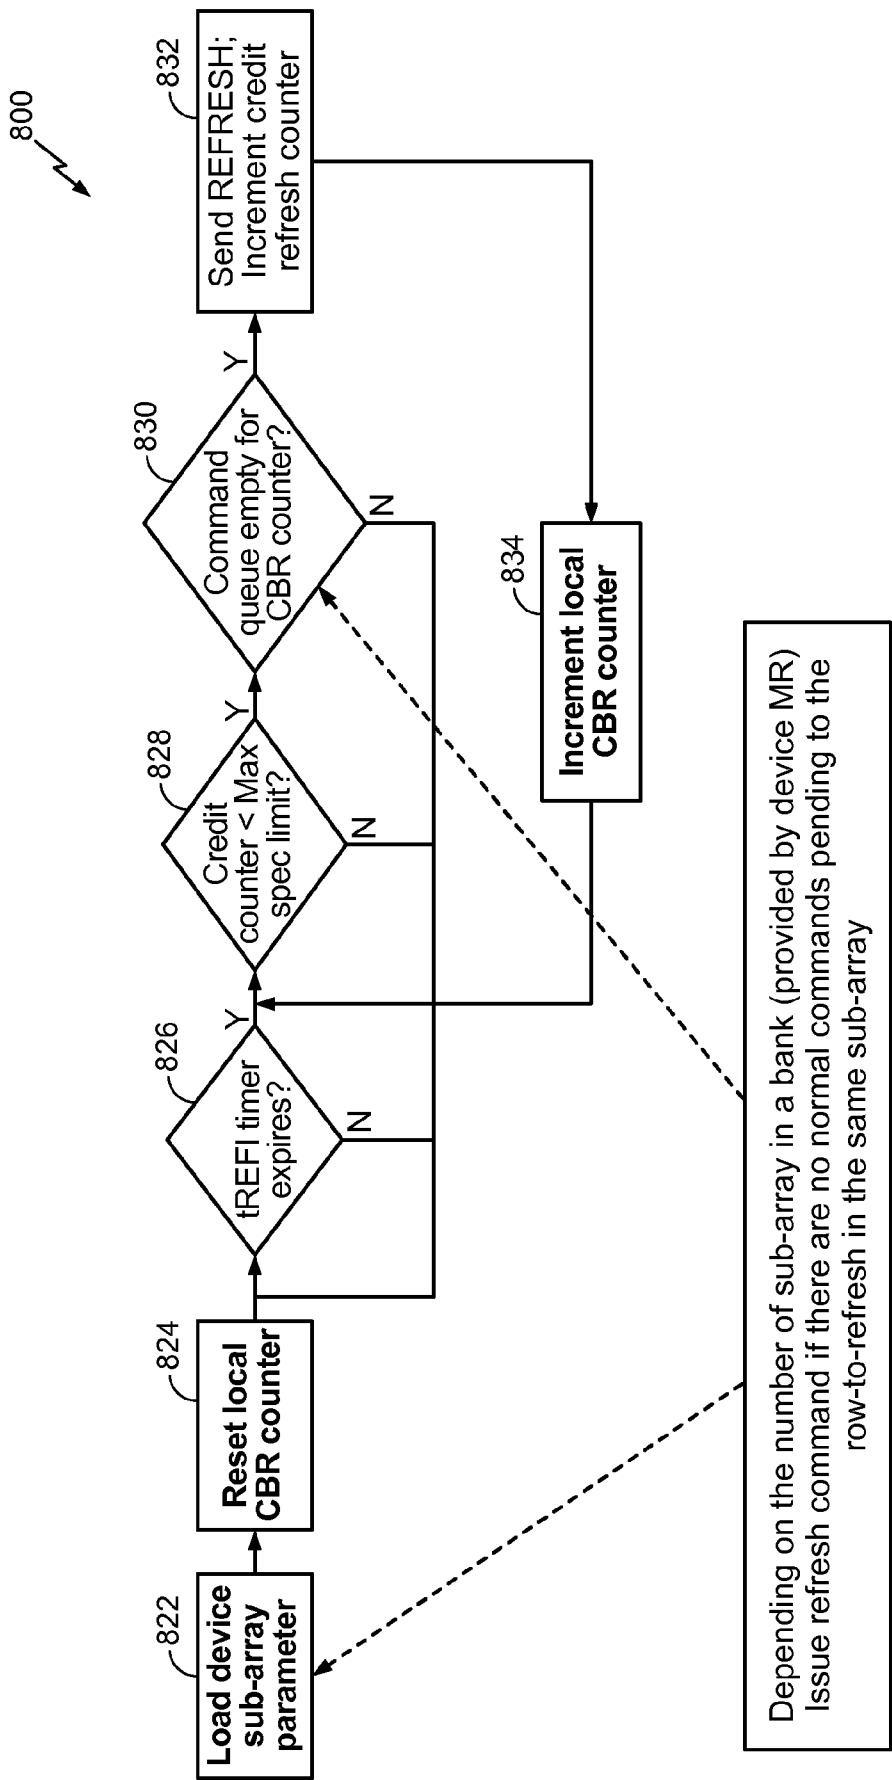 800
822
Load device
sub-array
parameter
824
Reset local
CBR counter
826
tREFI timer
expires?
Y
N
828
Credit
counter < Max
spec limit?
Y
N
830
Command
queue empty for
CBR counter?
Y
N
832
Send REFRESH;
Increment credit
refresh counter
834
Increment local
CBR counter
Depending on the number of sub-array in a bank (provided by device MR)
Issue refresh command if there are no normal commands pending to the
row-to-refresh in the same sub-array